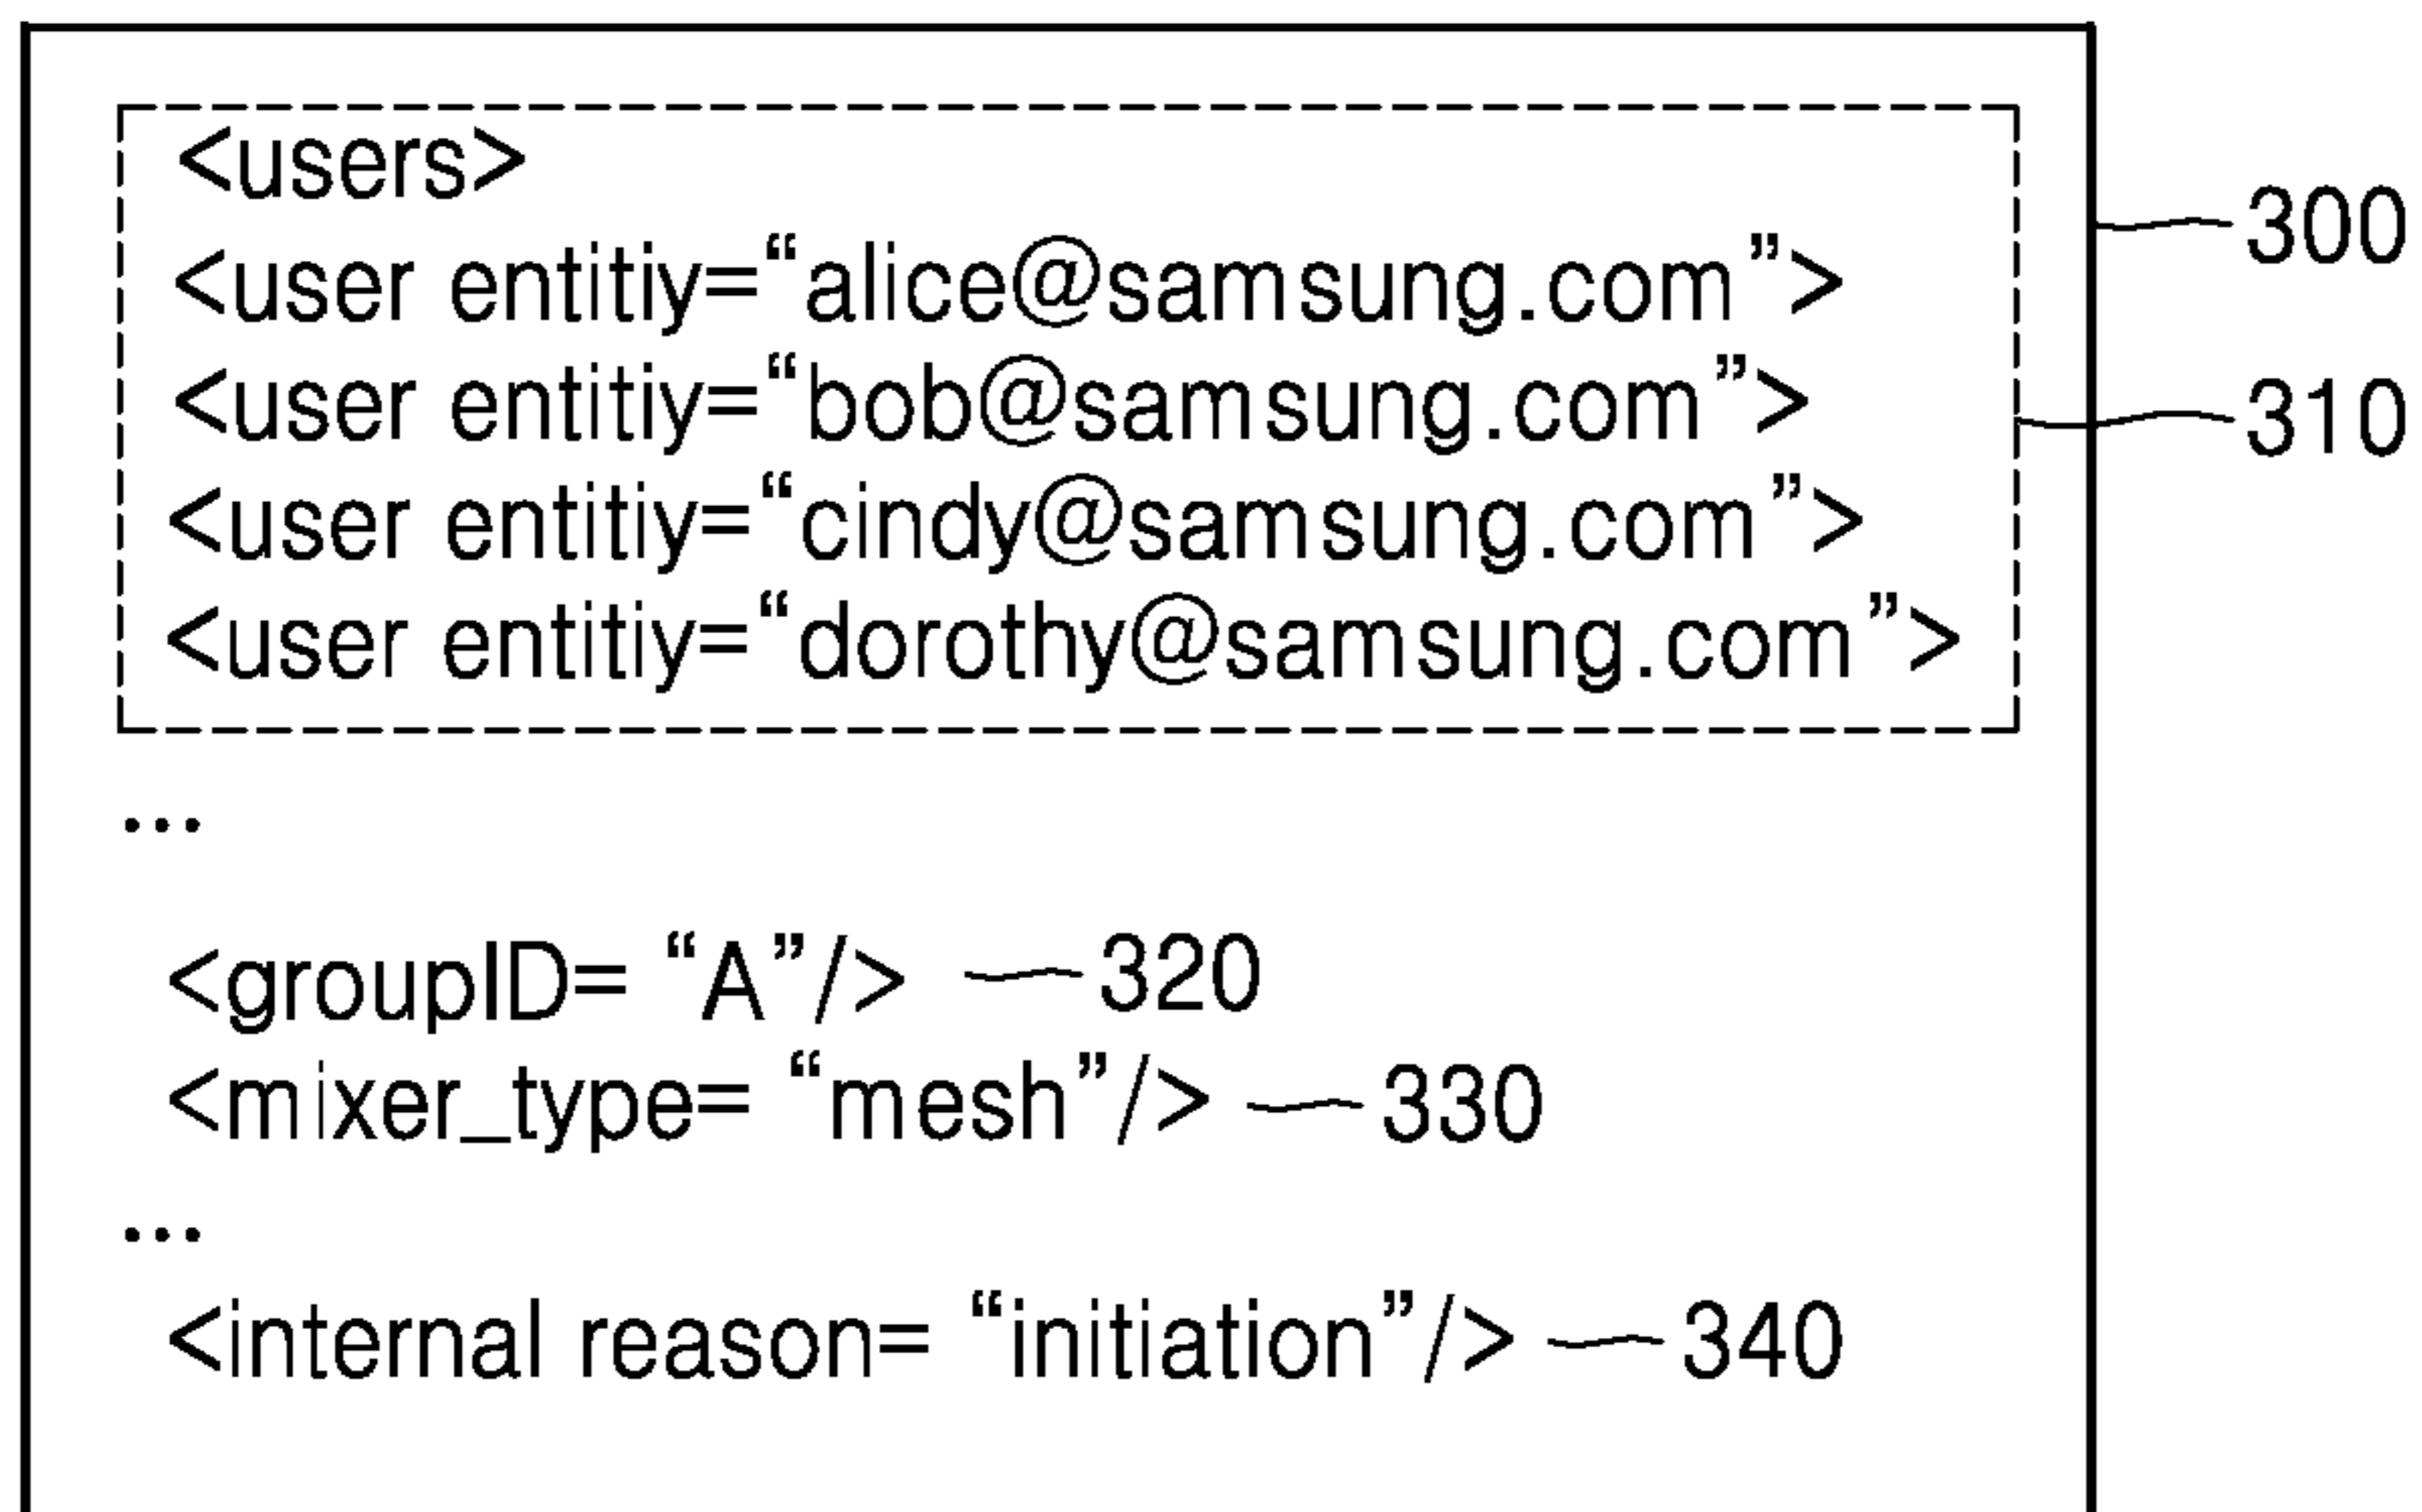 <users>
<user entitiy=“alice@samsung.com”> 300
<user entitiy=“bob@samsung.com”> 310
<user entitiy=“cindy@samsung.com”>
<user entitiy=“dorothy@samsung.com”>
...
<groupID= “A”/> 320
<mixer_type= “mesh”/> 330
...
<internal reason= “initiation”/> 340